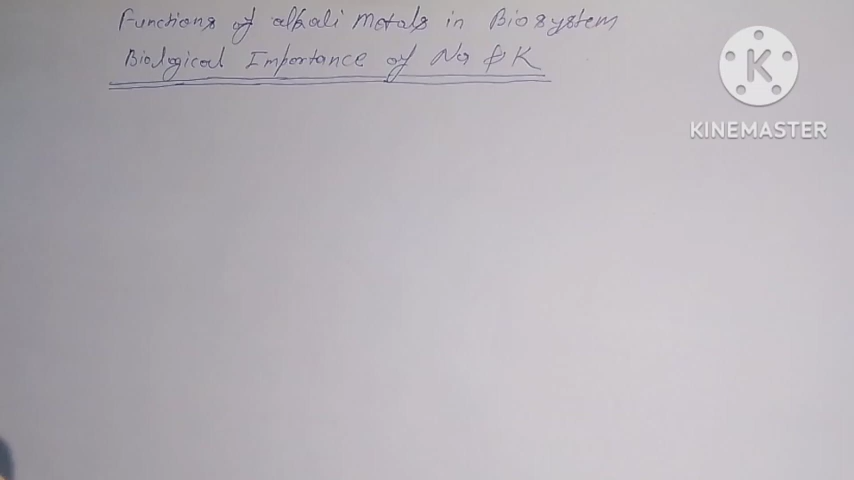 Functions of alkali Metals in Biosystem
Biological Importance of Na & K
K
KINEMASTER